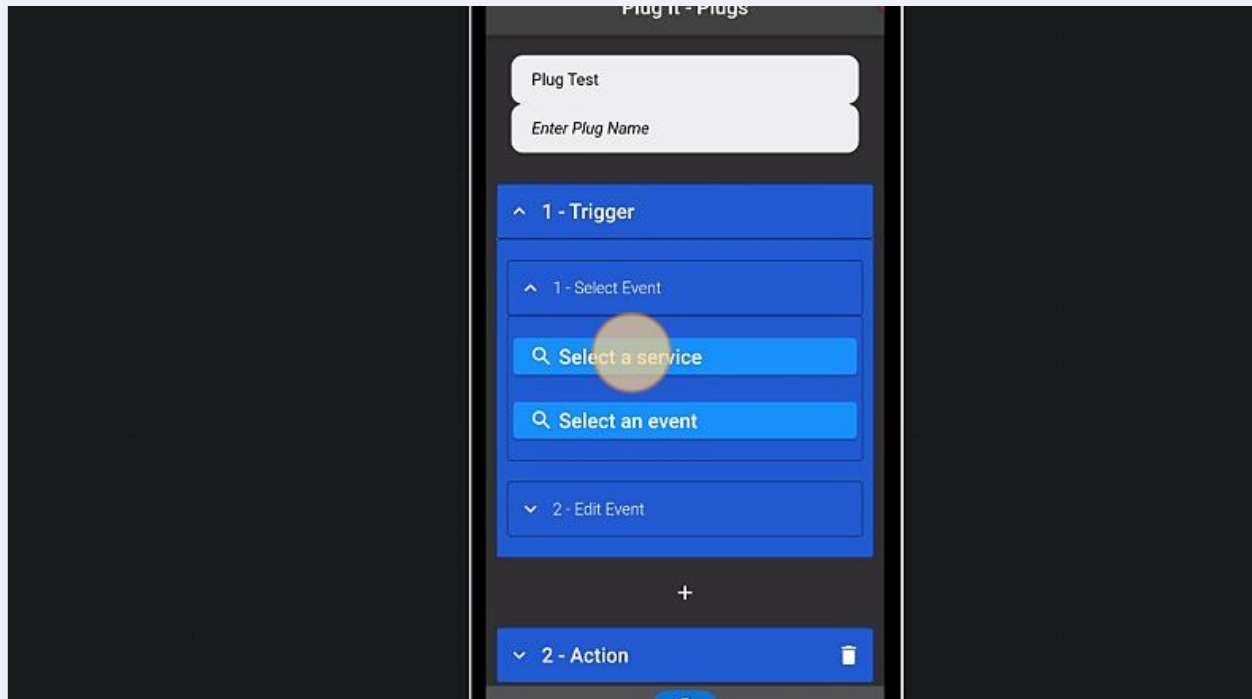 Plug It - Plugs
Plug Test
Enter Plug Name
1 - Trigger
1 - Select Event
Select a service
Select an event
2 - Edit Event
+
2 - Action